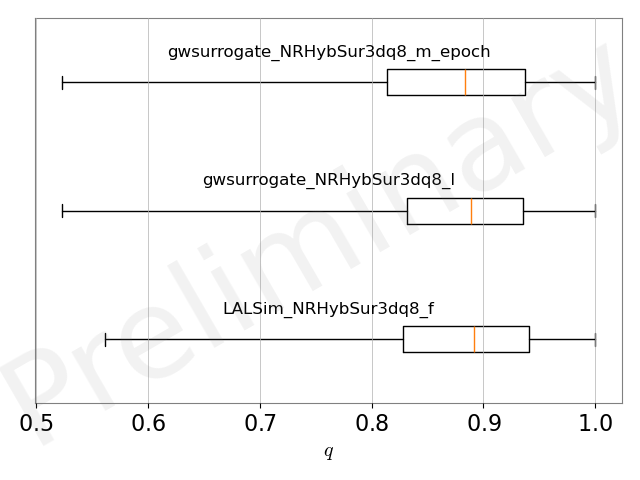 gwsurrogate_NRHybSur3dq8_m_epoch
gwsurrogate_NRHybSur3dq8_l
LALSim_NRHybSur3dq8_f
Preliminary
0.5 0.6 0.7 0.8 0.9 1.0
q